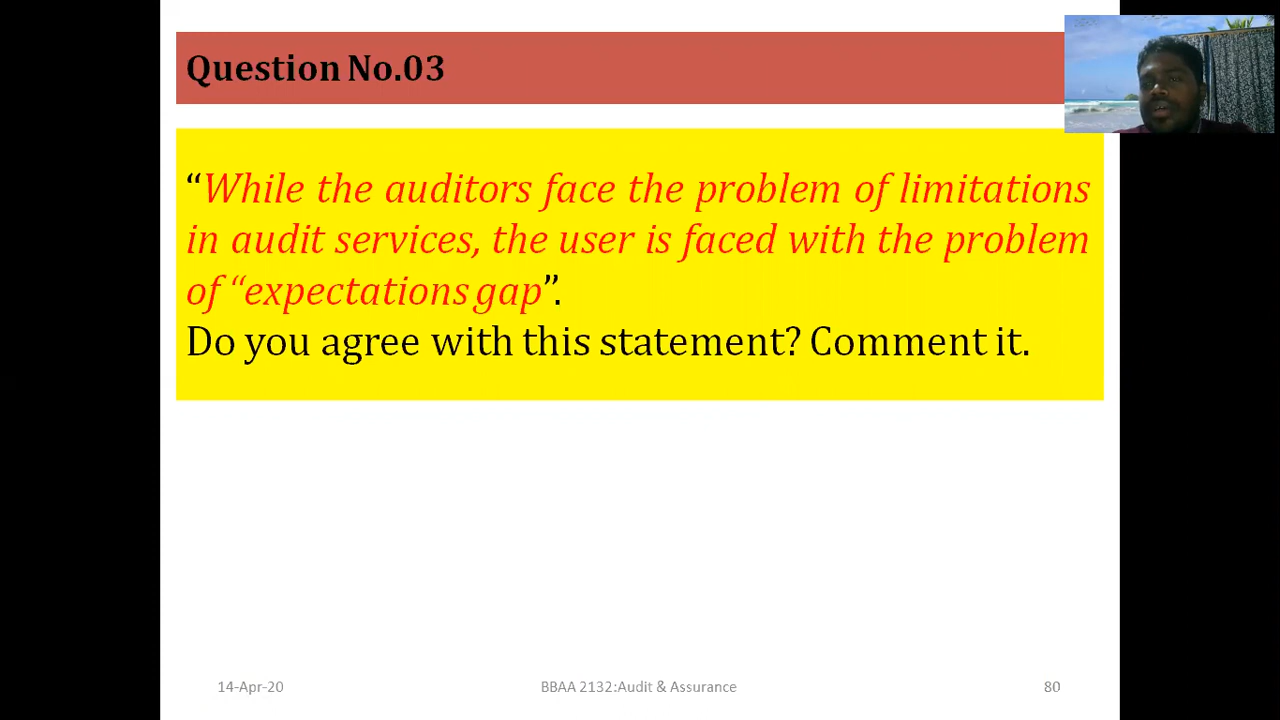 Question No.03
“While the auditors face the problem of limitations
in audit services, the user is faced with the problem
of “expectations gap”.
Do you agree with this statement? Comment it.
14-Apr-20
BBAA 2132:Audit & Assurance
80